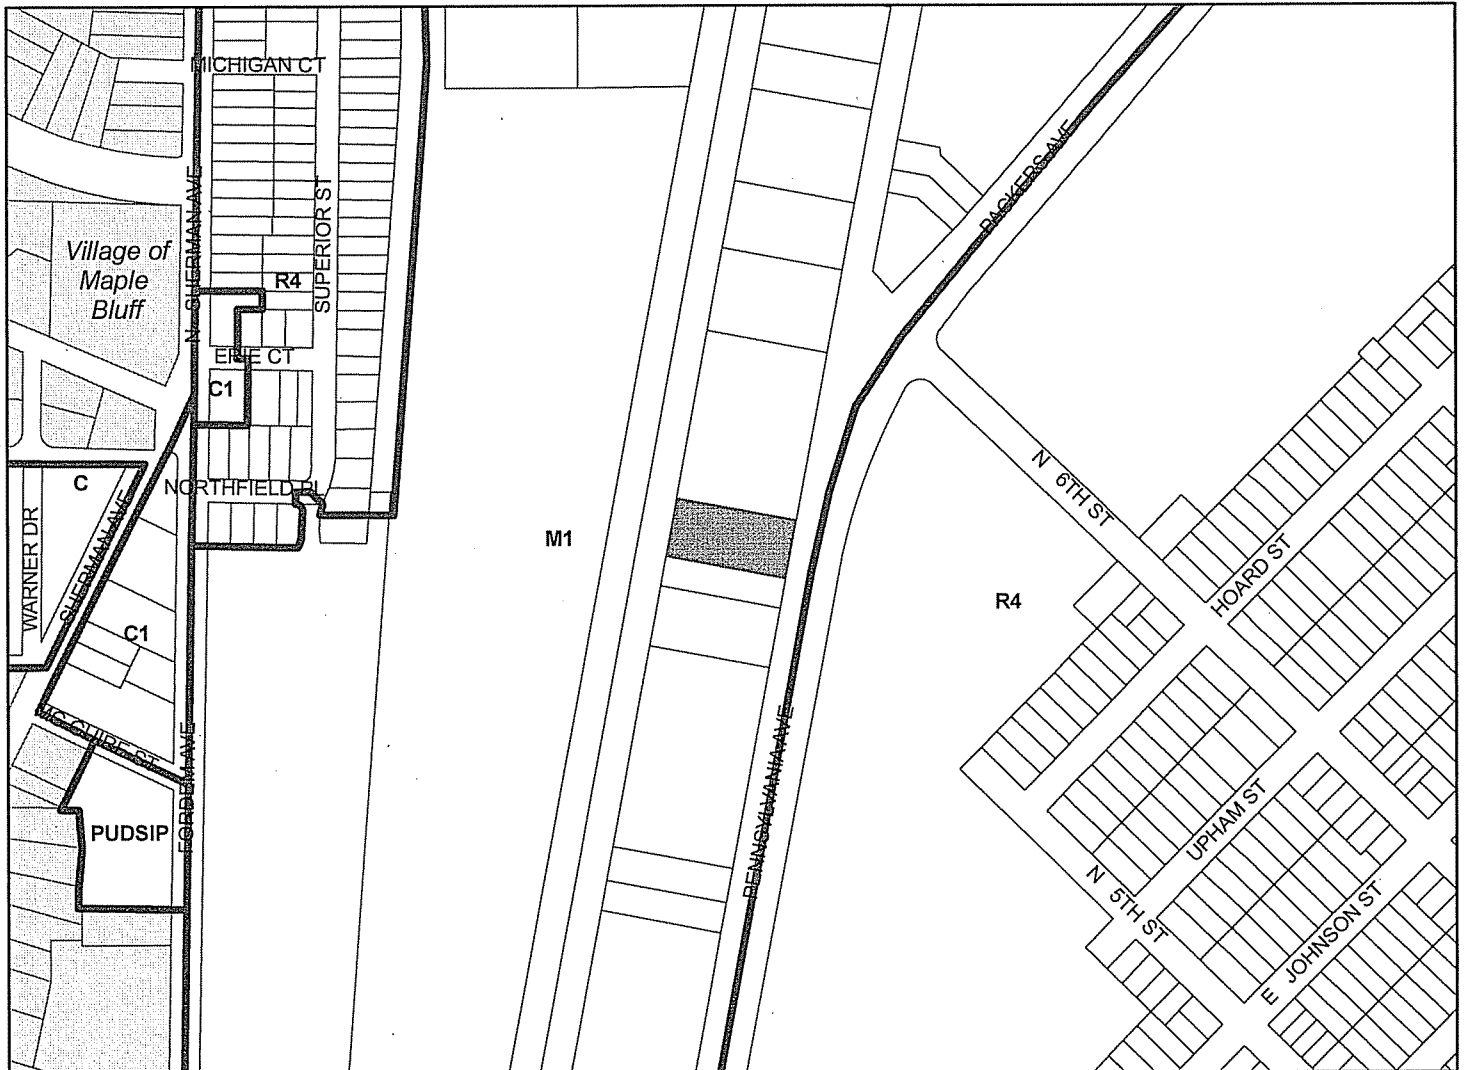 MICHIGAN CT
N SHERMAN AVE
SUPERIOR ST
PACKERS AVE
Village of
Maple
Bluff
R4
ERIE CT
C1
C
NORTHFIELD PL
WARNER DR
SHERMAN AVE
C1
M1
R4
N 6TH ST
HOARD ST
MC GUIRE ST
FORDEM AVE
PUDSIP
PENNSYLVANIA AVE
UPHAM ST
N 5TH ST
E JOHNSON ST